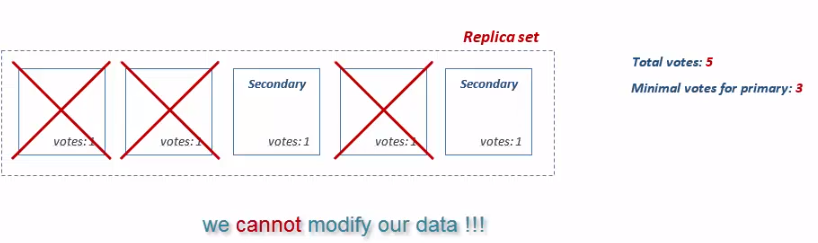 Replica set
Total votes: 5
Minimal votes for primary: 3
Secondary
Secondary
votes: 1
votes: 1
votes: 1
votes: 1
votes: 1
we cannot modify our data !!!